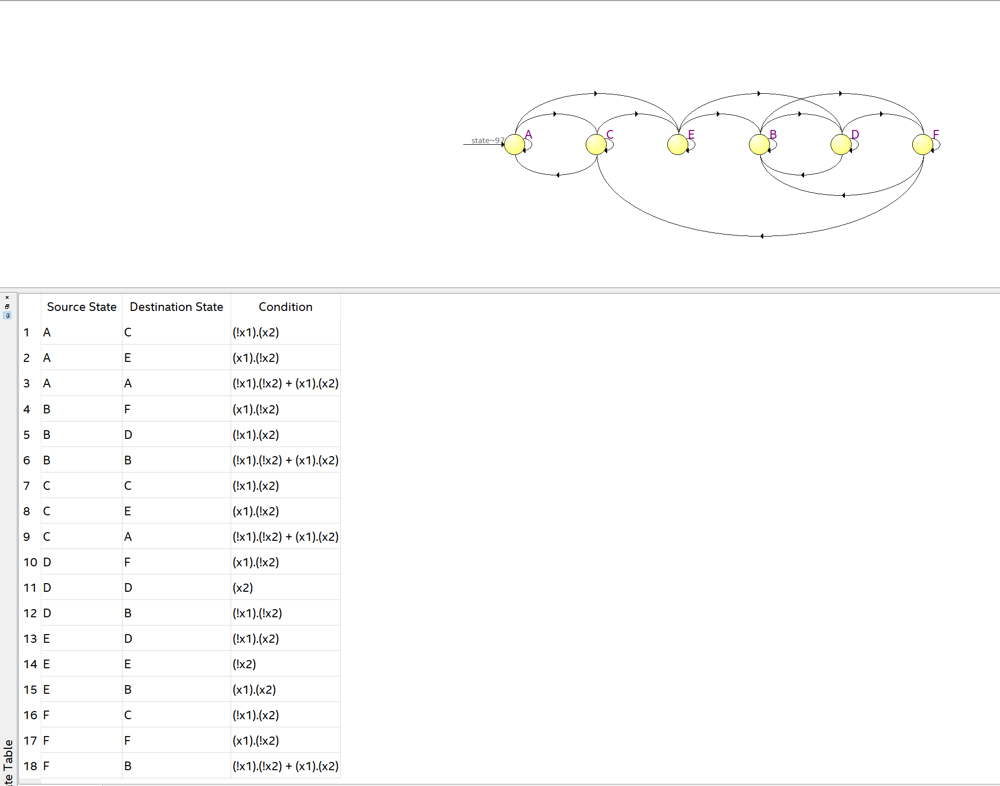 state~97
A
C
E
B
D
F
Source State Destination State Condition
1 A C (!x1).(x2)
2 A E (x1).(!x2)
3 A A (!x1).(!x2) + (x1).(x2)
4 B F (x1).(!x2)
5 B D (!x1).(x2)
6 B B (!x1).(!x2) + (x1).(x2)
7 C C (!x1).(x2)
8 C E (x1).(!x2)
9 C A (!x1).(!x2) + (x1).(x2)
10 D F (x1).(!x2)
11 D D (x2)
12 D B (!x1).(!x2)
13 E D (!x1).(x2)
14 E E (!x2)
15 E B (x1).(x2)
16 F C (!x1).(x2)
17 F F (x1).(!x2)
18 F B (!x1).(!x2) + (x1).(x2)
te Table